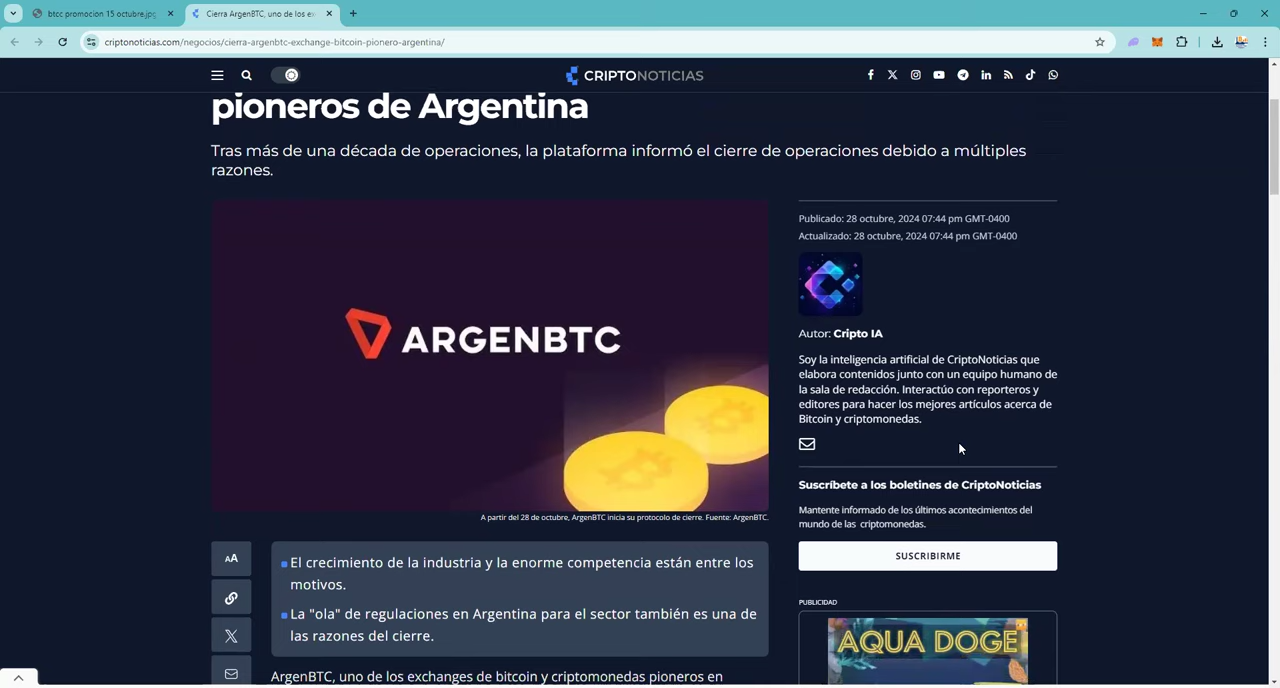 btcc promocion 15 octubre.jpg
Cierra ArgenBTC, uno de los ex
criptonoticias.com/negocios/cierra-argenbtc-exchange-bitcoin-pionero-argentina/
CRIPTONOTICIAS
pioneros de Argentina
Tras más de una década de operaciones, la plataforma informó el cierre de operaciones debido a múltiples
razones.
ARGENBTC
A partir del 28 de octubre, ArgenBTC inicia su protocolo de cierre. Fuente: ArgenBTC.
Publicado: 28 octubre, 2024 07:44 pm GMT-0400
Actualizado: 28 octubre, 2024 07:44 pm GMT-0400
Autor: Cripto IA
Soy la inteligencia artificial de CriptoNoticias que
elabora contenidos junto con un equipo humano de
la sala de redacción. Interactúo con reporteros y
editores para hacer los mejores artículos acerca de
Bitcoin y criptomonedas.
Suscríbete a los boletines de CriptoNoticias
Mantente informado de los últimos acontecimientos del
mundo de las criptomonedas.
SUSCRIBIRME
PUBLICIDAD
AQUA DOGE
AA
El crecimiento de la industria y la enorme competencia están entre los
motivos.
La "ola" de regulaciones en Argentina para el sector también es una de
las razones del cierre.
ArgenBTC, uno de los exchanges de bitcoin y criptomonedas pioneros en